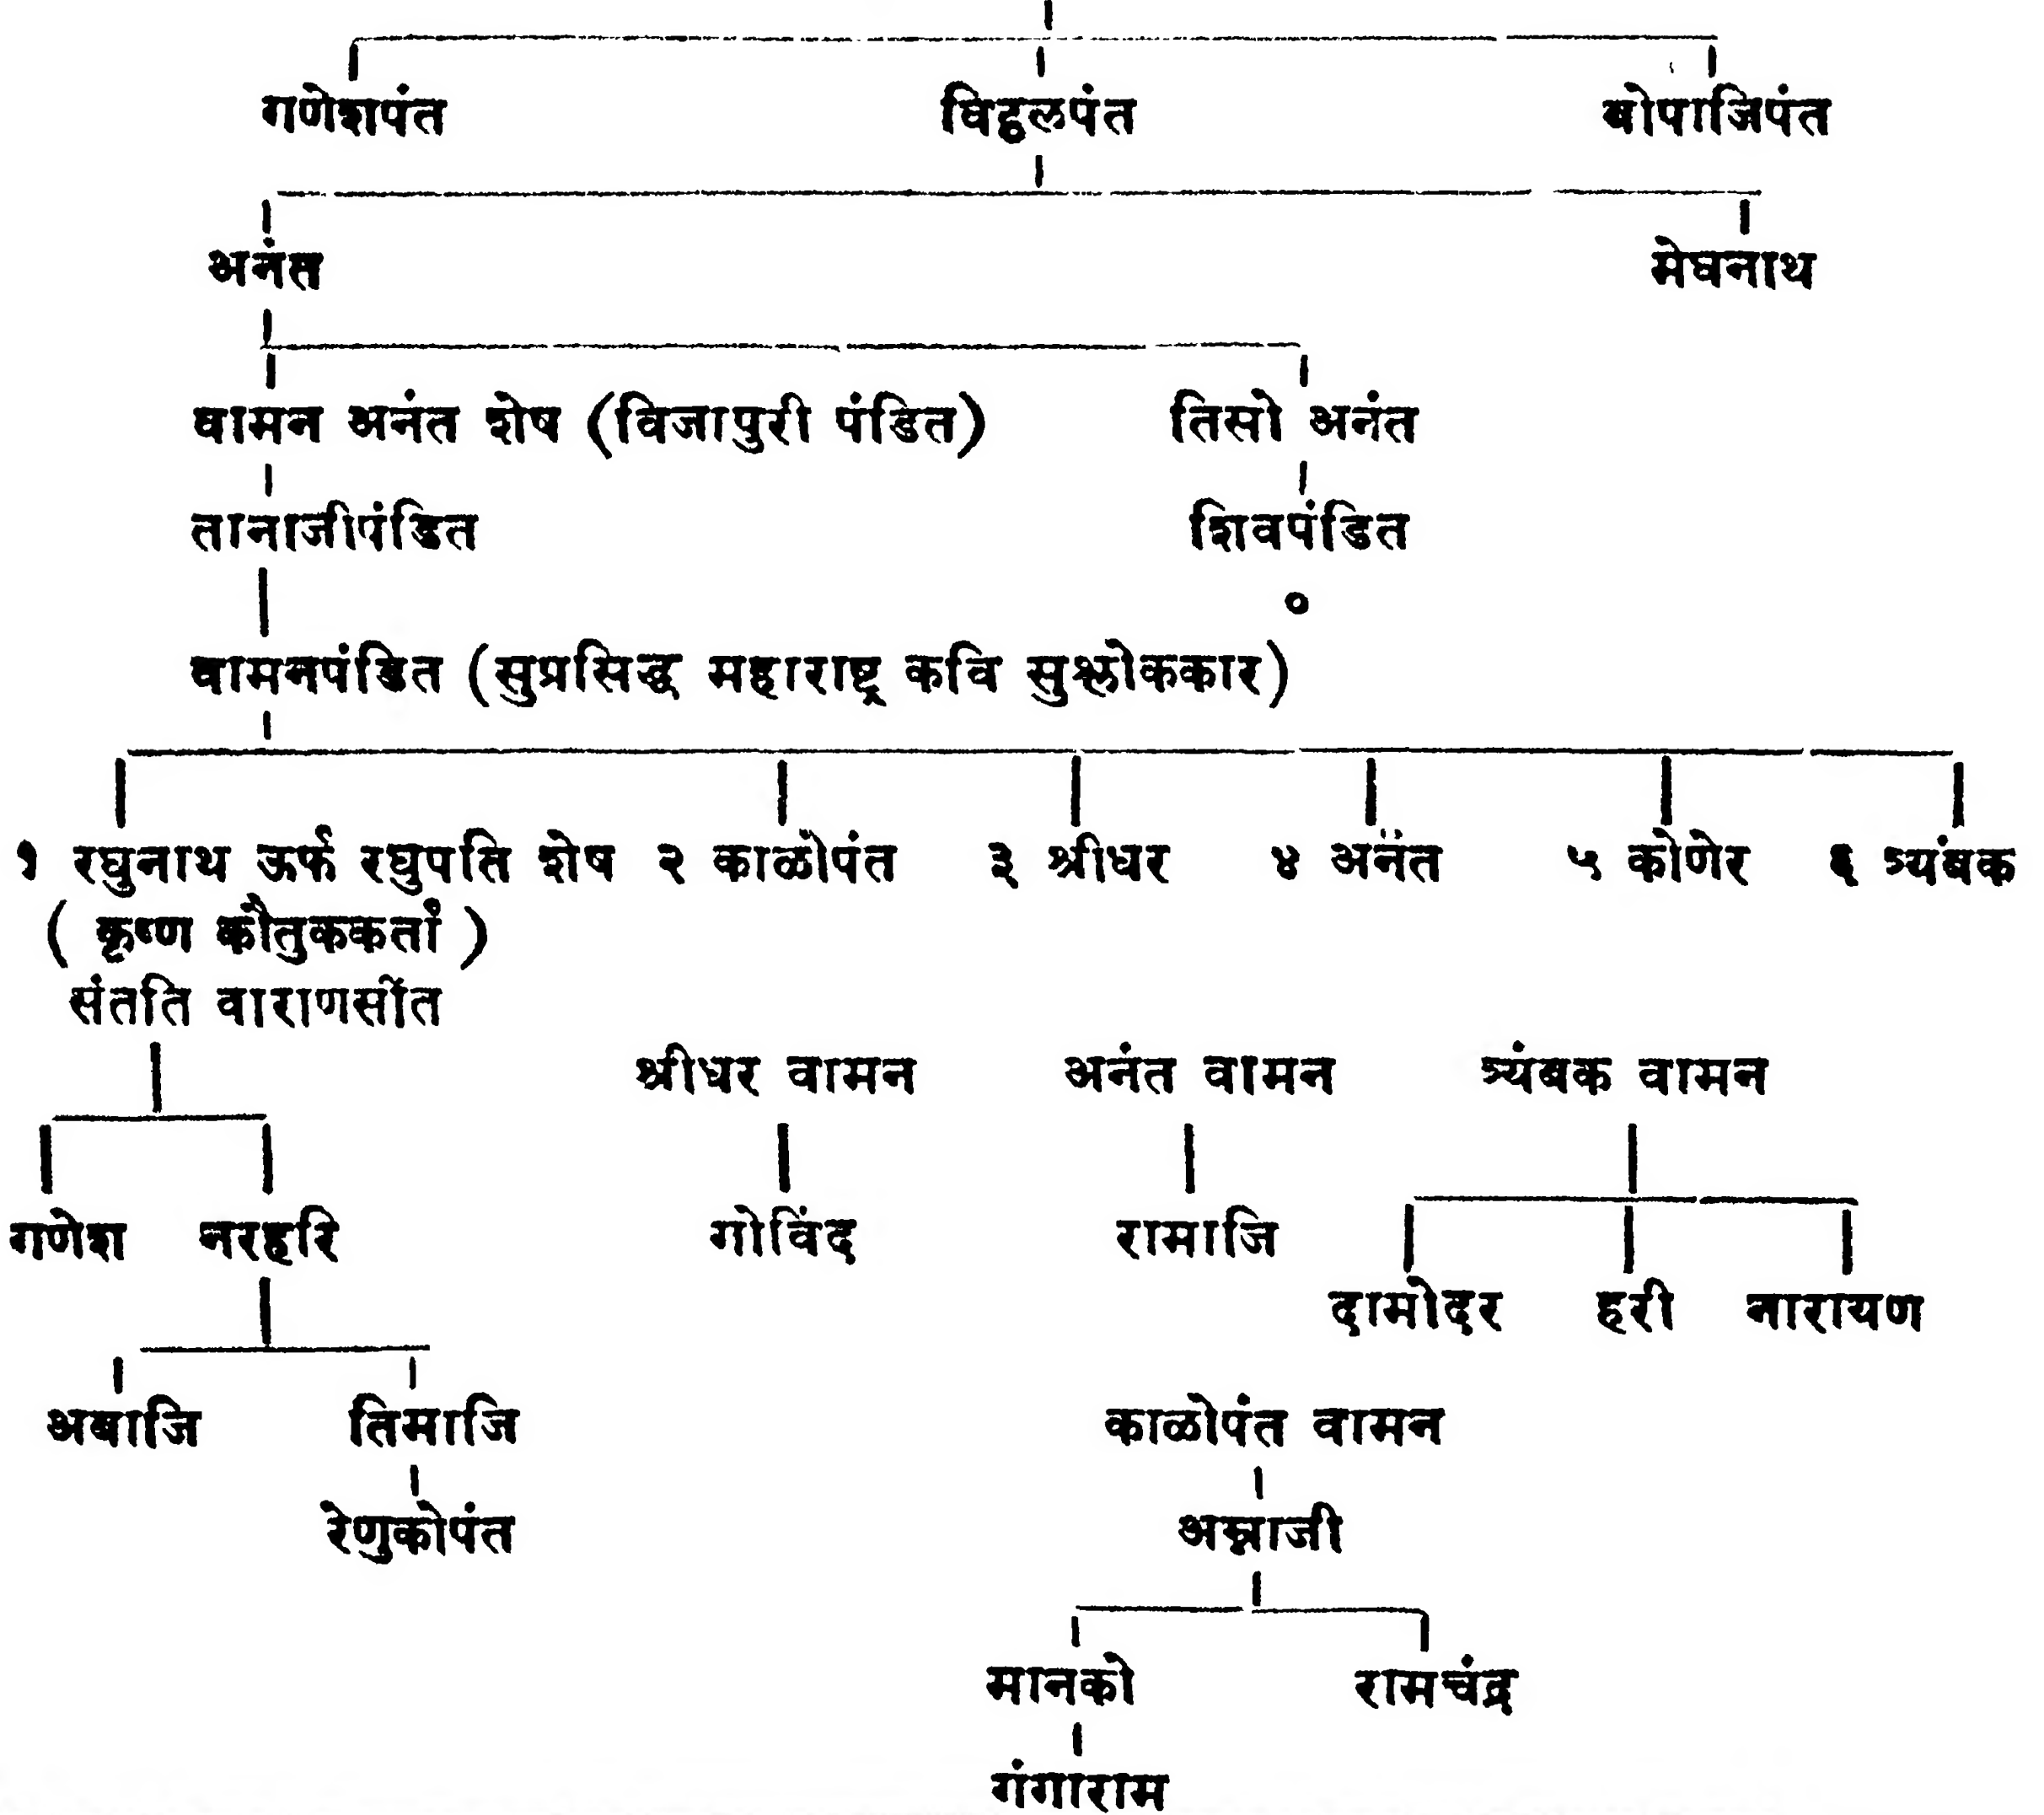 गणेशपंत विठ्ठलपंत बोपाजिपंत
अनंत मेघनाथ
वामन अनंत शेष (विजापुरी पंडित) तिसो अनंत
तानाजीपंडित शिवपंडित
०
वामनपंडित (सुप्रसिद्ध महाराष्ट्र कवि सुश्लोककार)
१ रघुनाथ ऊर्फ रघुपति शेष २ काळोपंत ३ श्रीधर ४ अनंत ५ कोणेर ६ त्र्यंबक
( कृष्ण कौतुककर्ता )
संतति वाराणसींत
श्रीधर वामन अनंत वामन त्र्यंबक वामन
गणेश नरहरि गोविंद रामाजि
दामोदर हरी नारायण
अबाजि तिमाजि काळोपंत वामन
रेणुकोपंत अन्नाजी
मानको रामचंद्र
गंगाराम